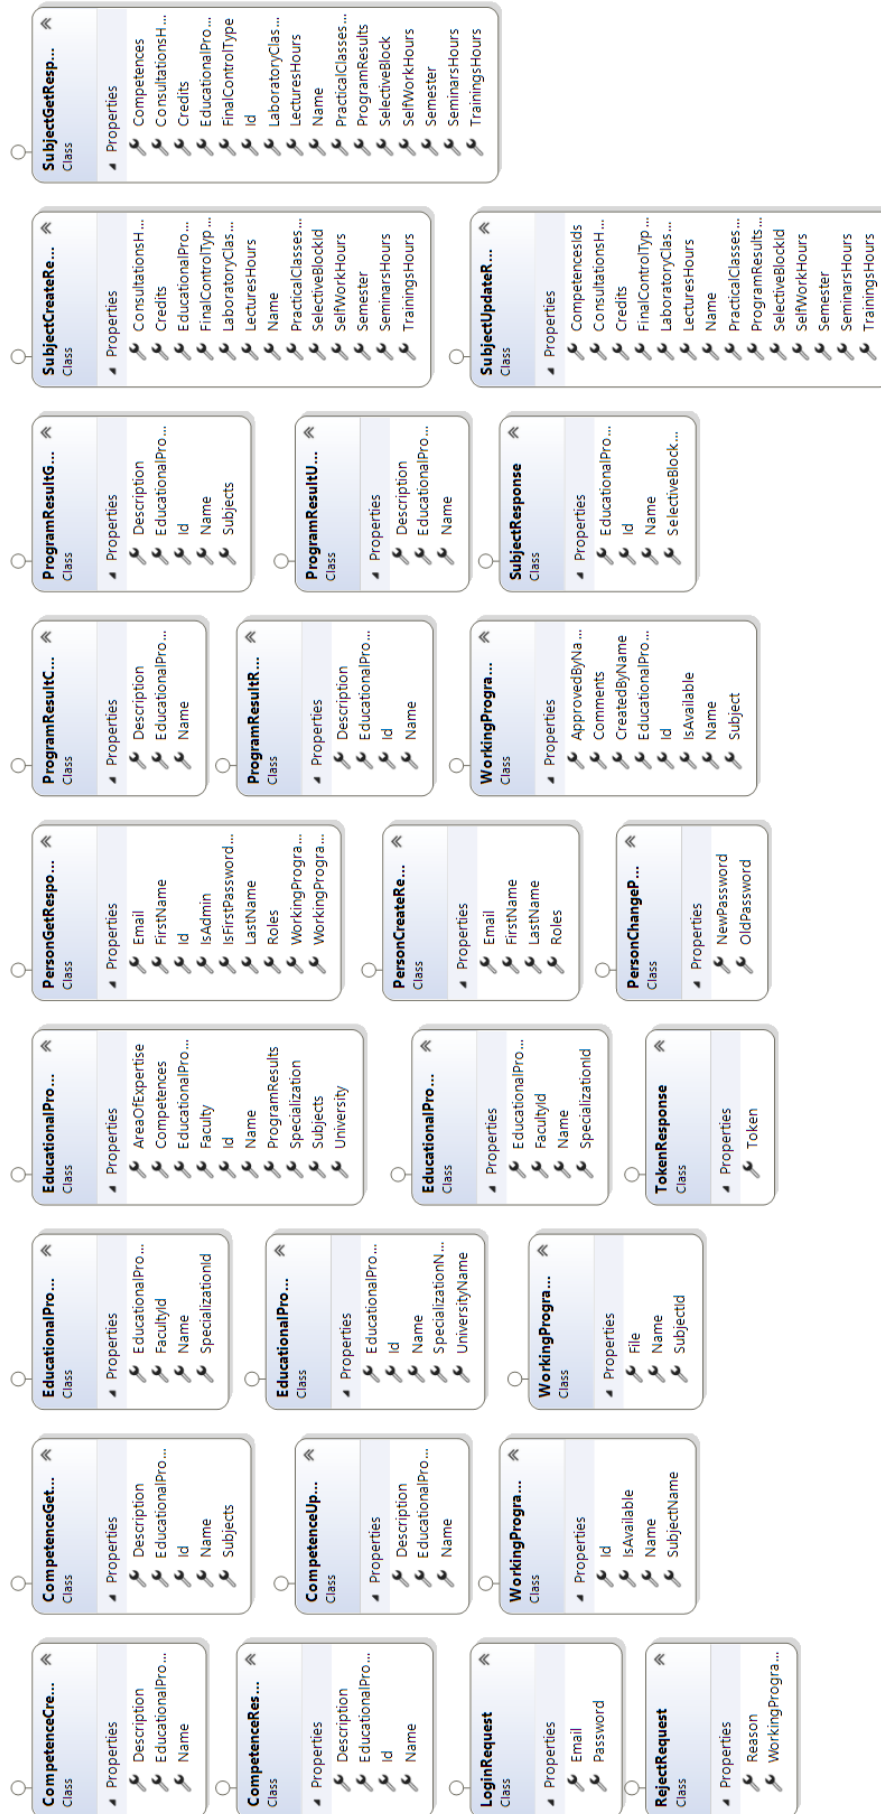 CompetenceCre...
Class
Properties
Description
EducationalPro...
Name
CompetenceRes...
Class
Properties
Description
EducationalPro...
Id
Name
LoginRequest
Class
Properties
Email
Password
RejectRequest
Class
Properties
Reason
WorkingProgra...
CompetenceGet...
Class
Properties
Description
EducationalPro...
Id
Name
Subjects
CompetenceUp...
Class
Properties
Description
EducationalPro...
Name
WorkingProgra...
Class
Properties
Id
IsAvailable
Name
SubjectName
EducationalPro...
Class
Properties
EducationalPro...
FacultyId
Name
SpecializationId
EducationalPro...
Class
Properties
EducationalPro...
Id
Name
SpecializationN...
UniversityName
WorkingProgra...
Class
Properties
File
Name
SubjectId
EducationalPro...
Class
Properties
AreaOfExpertise
Competences
EducationalPro...
Faculty
Id
Name
ProgramResults
Specialization
Subjects
University
EducationalPro...
Class
Properties
EducationalPro...
FacultyId
Name
SpecializationId
TokenResponse
Class
Properties
Token
PersonGetRespo...
Class
Properties
Email
FirstName
Id
IsAdmin
IsFirstPassword...
LastName
Roles
WorkingProgra...
WorkingProgra...
PersonCreateRe...
Class
Properties
Email
FirstName
LastName
Roles
PersonChangeP...
Class
Properties
NewPassword
OldPassword
ProgramResultC...
Class
Properties
Description
EducationalPro...
Name
ProgramResultR...
Class
Properties
Description
EducationalPro...
Id
Name
WorkingProgra...
Class
Properties
ApprovedByNa...
Comments
CreatedByName
EducationalPro...
Id
IsAvailable
Name
Subject
ProgramResultG...
Class
Properties
Description
EducationalPro...
Id
Name
Subjects
ProgramResultU...
Class
Properties
Description
EducationalPro...
Name
SubjectResponse
Class
Properties
EducationalPro...
Id
Name
SelectiveBlock...
SubjectCreateRe...
Class
Properties
ConsultationsH...
Credits
EducationalPro...
FinalControlTyp...
LaboratoryClas...
LecturesHours
Name
PracticalClasses...
SelectiveBlockId
SelfWorkHours
Semester
SeminarsHours
TrainingsHours
SubjectUpdateR...
Class
Properties
CompetencesIds
ConsultationsH...
Credits
FinalControlTyp...
LaboratoryClas...
LecturesHours
Name
PracticalClasses...
ProgramResults...
SelectiveBlockId
SelfWorkHours
Semester
SeminarsHours
TrainingsHours
SubjectGetResp...
Class
Properties
Competences
ConsultationsH...
Credits
EducationalPro...
FinalControlType
Id
LaboratoryClas...
LecturesHours
Name
PracticalClasses...
ProgramResults
SelectiveBlock
SelfWorkHours
Semester
SeminarsHours
TrainingsHours